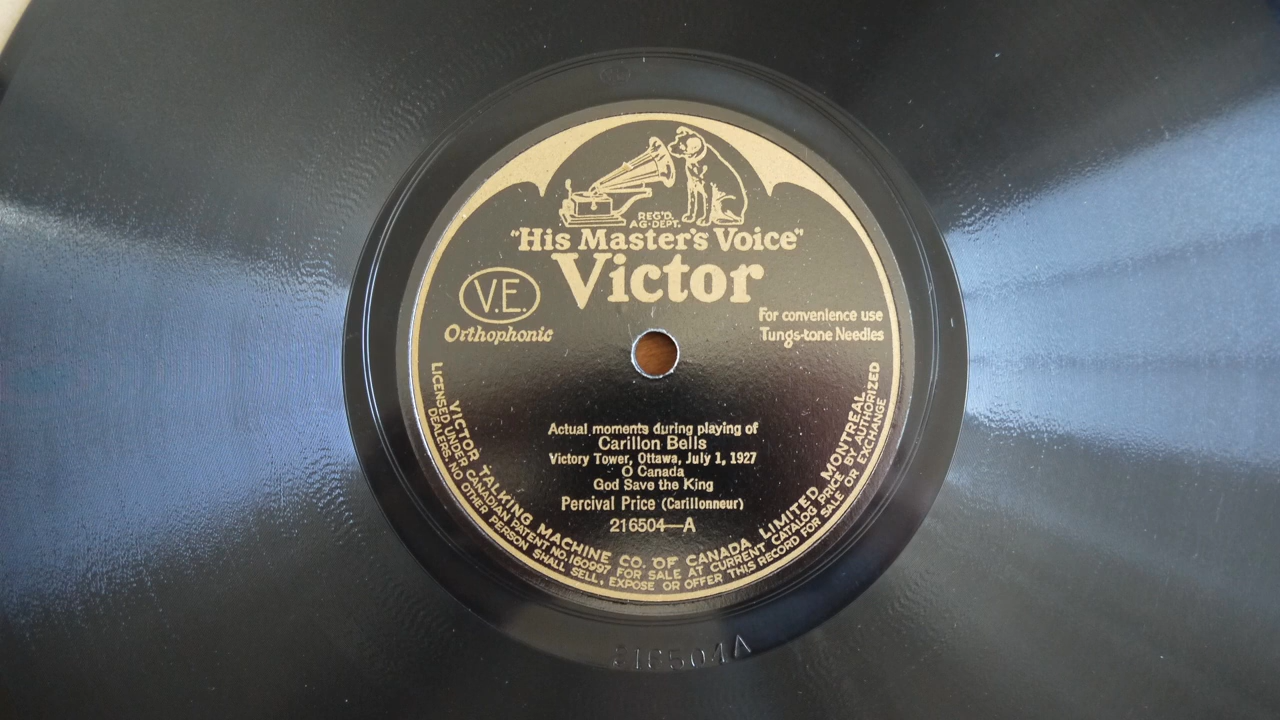 REG'D.
AG·DEPT.
"His Master's Voice"
Victor
V.E.
Orthophonic
For convenience use
Tungs-tone Needles
Actual moments during playing of
Carillon Bells
Victory Tower, Ottawa, July 1, 1927
O Canada
God Save the King
Percival Price (Carillonneur)
216504—A
VICTOR TALKING MACHINE CO. OF CANADA, LIMITED, MONTREAL
LICENSED UNDER CANADIAN PATENT NO. 160997 FOR SALE AT CURRENT CATALOG PRICE BY AUTHORIZED
DEALERS. NO OTHER PERSON SHALL SELL, EXPOSE OR OFFER THIS RECORD FOR SALE OR EXCHANGE
216504A